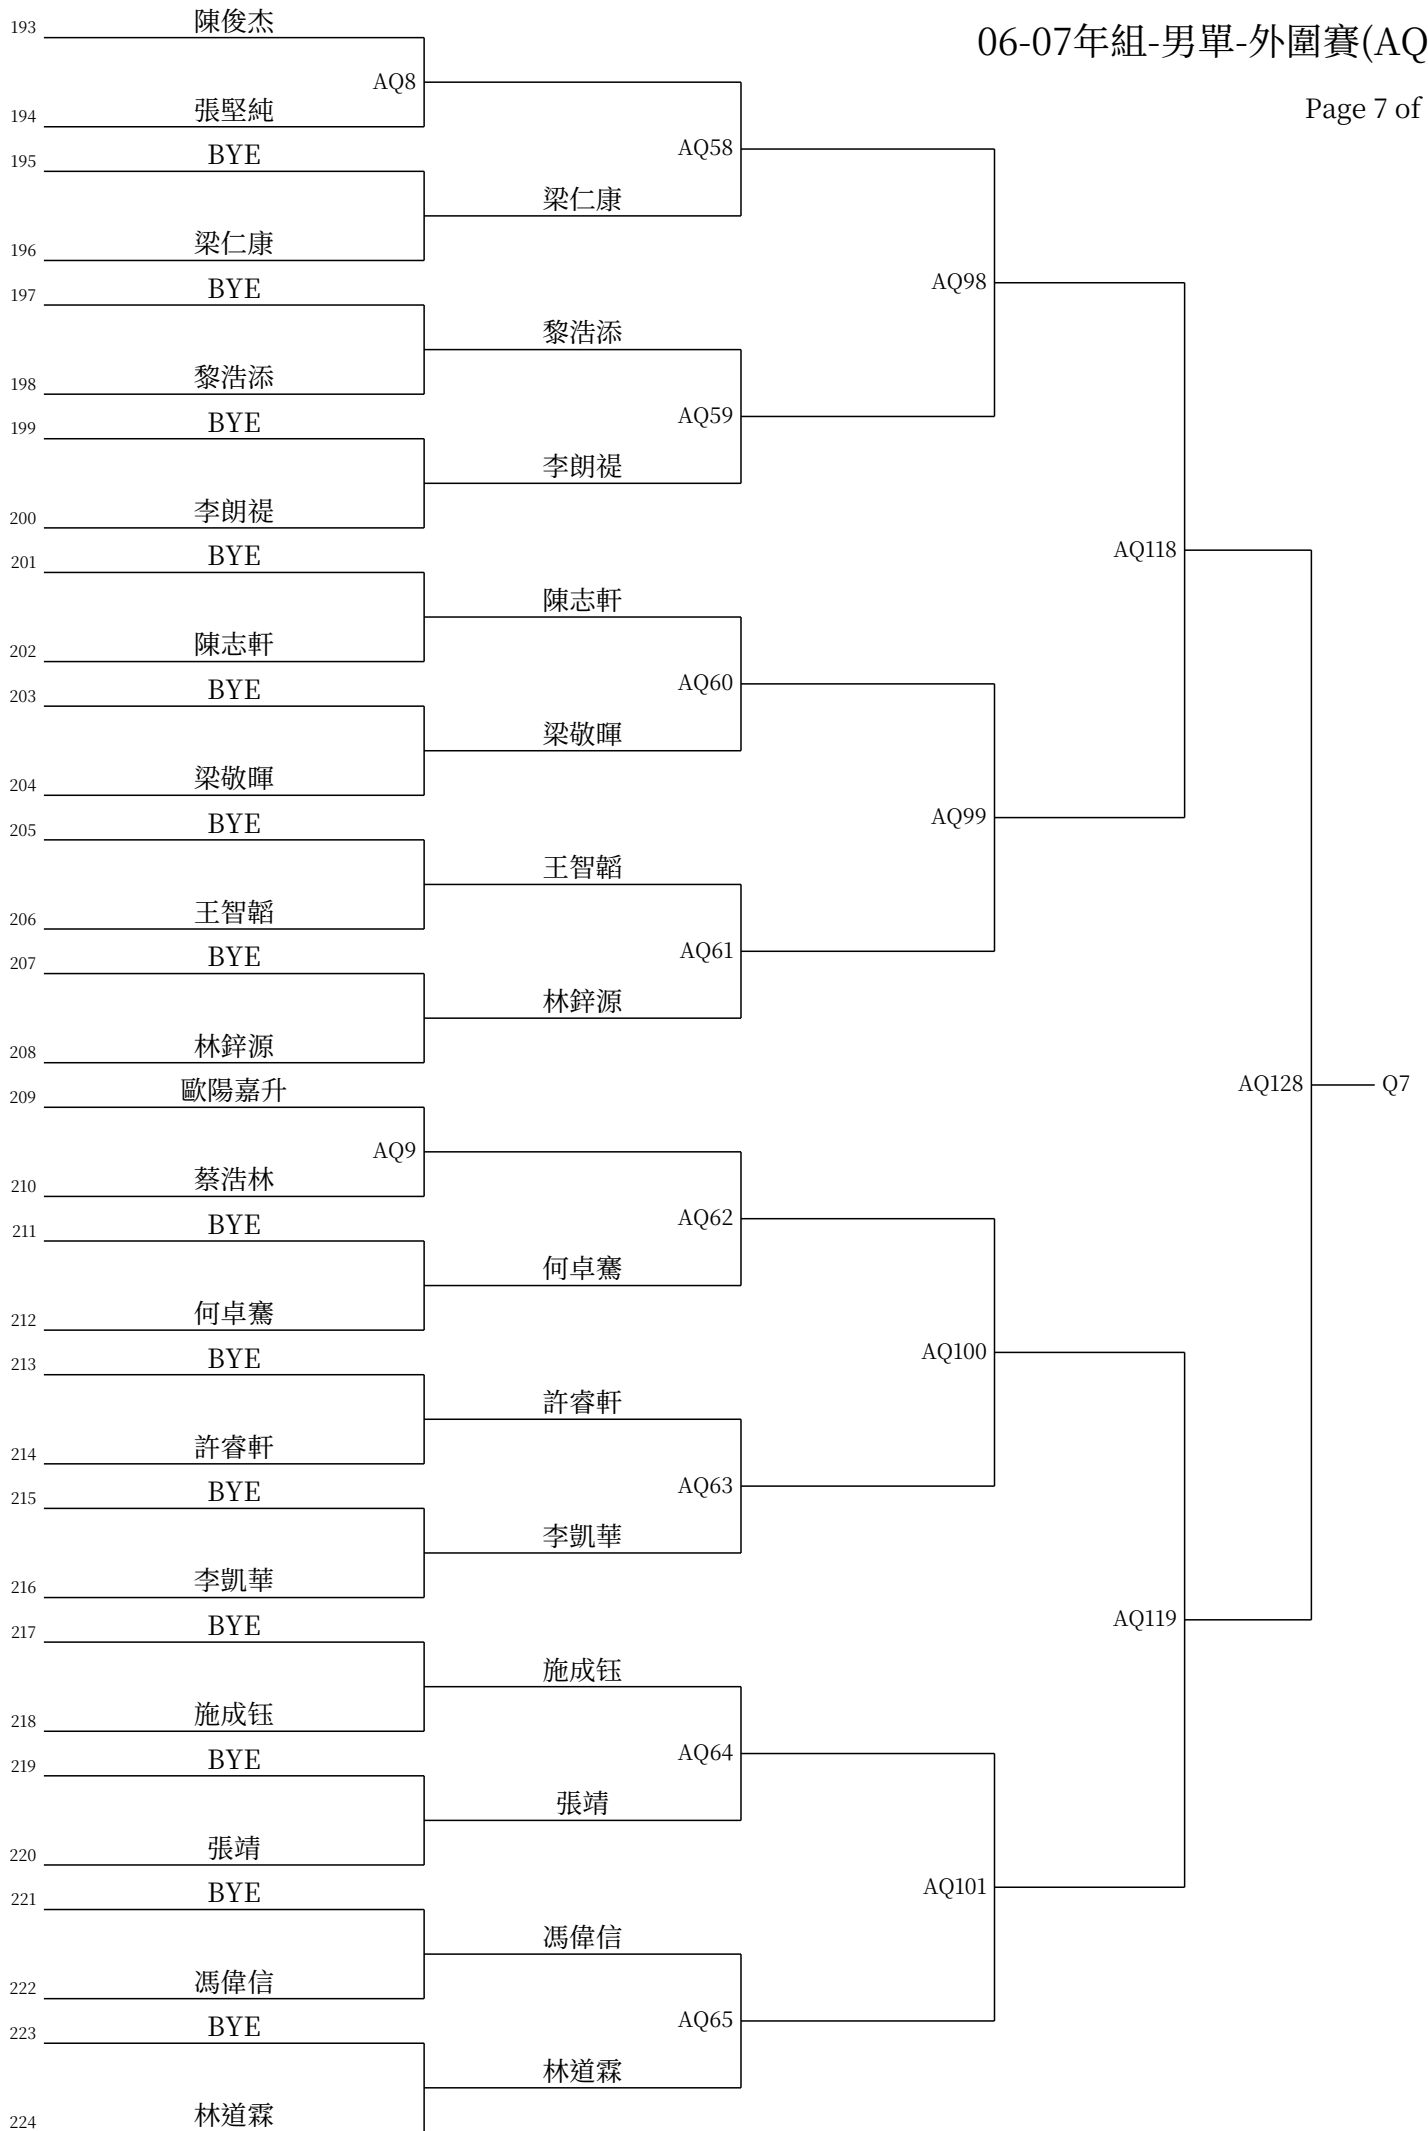 06-07年組-男單-外圍賽(AQ
Page 7 of
193 陳俊杰
AQ8
194 張堅純
AQ58
195 BYE
梁仁康
196 梁仁康
AQ98
197 BYE
黎浩添
198 黎浩添
AQ59
199 BYE
李朗禔
200 李朗禔
AQ118
201 BYE
陳志軒
202 陳志軒
AQ60
203 BYE
梁敬暉
204 梁敬暉
AQ99
205 BYE
王智韜
206 王智韜
AQ61
207 BYE
林鋅源
208 林鋅源
AQ128 Q7
209 歐陽嘉升
AQ9
210 蔡浩林
AQ62
211 BYE
何卓騫
212 何卓騫
AQ100
213 BYE
許睿軒
214 許睿軒
AQ63
215 BYE
李凱華
216 李凱華
AQ119
217 BYE
施成钰
218 施成钰
AQ64
219 BYE
張靖
220 張靖
AQ101
221 BYE
馮偉信
222 馮偉信
AQ65
223 BYE
林道霖
224 林道霖